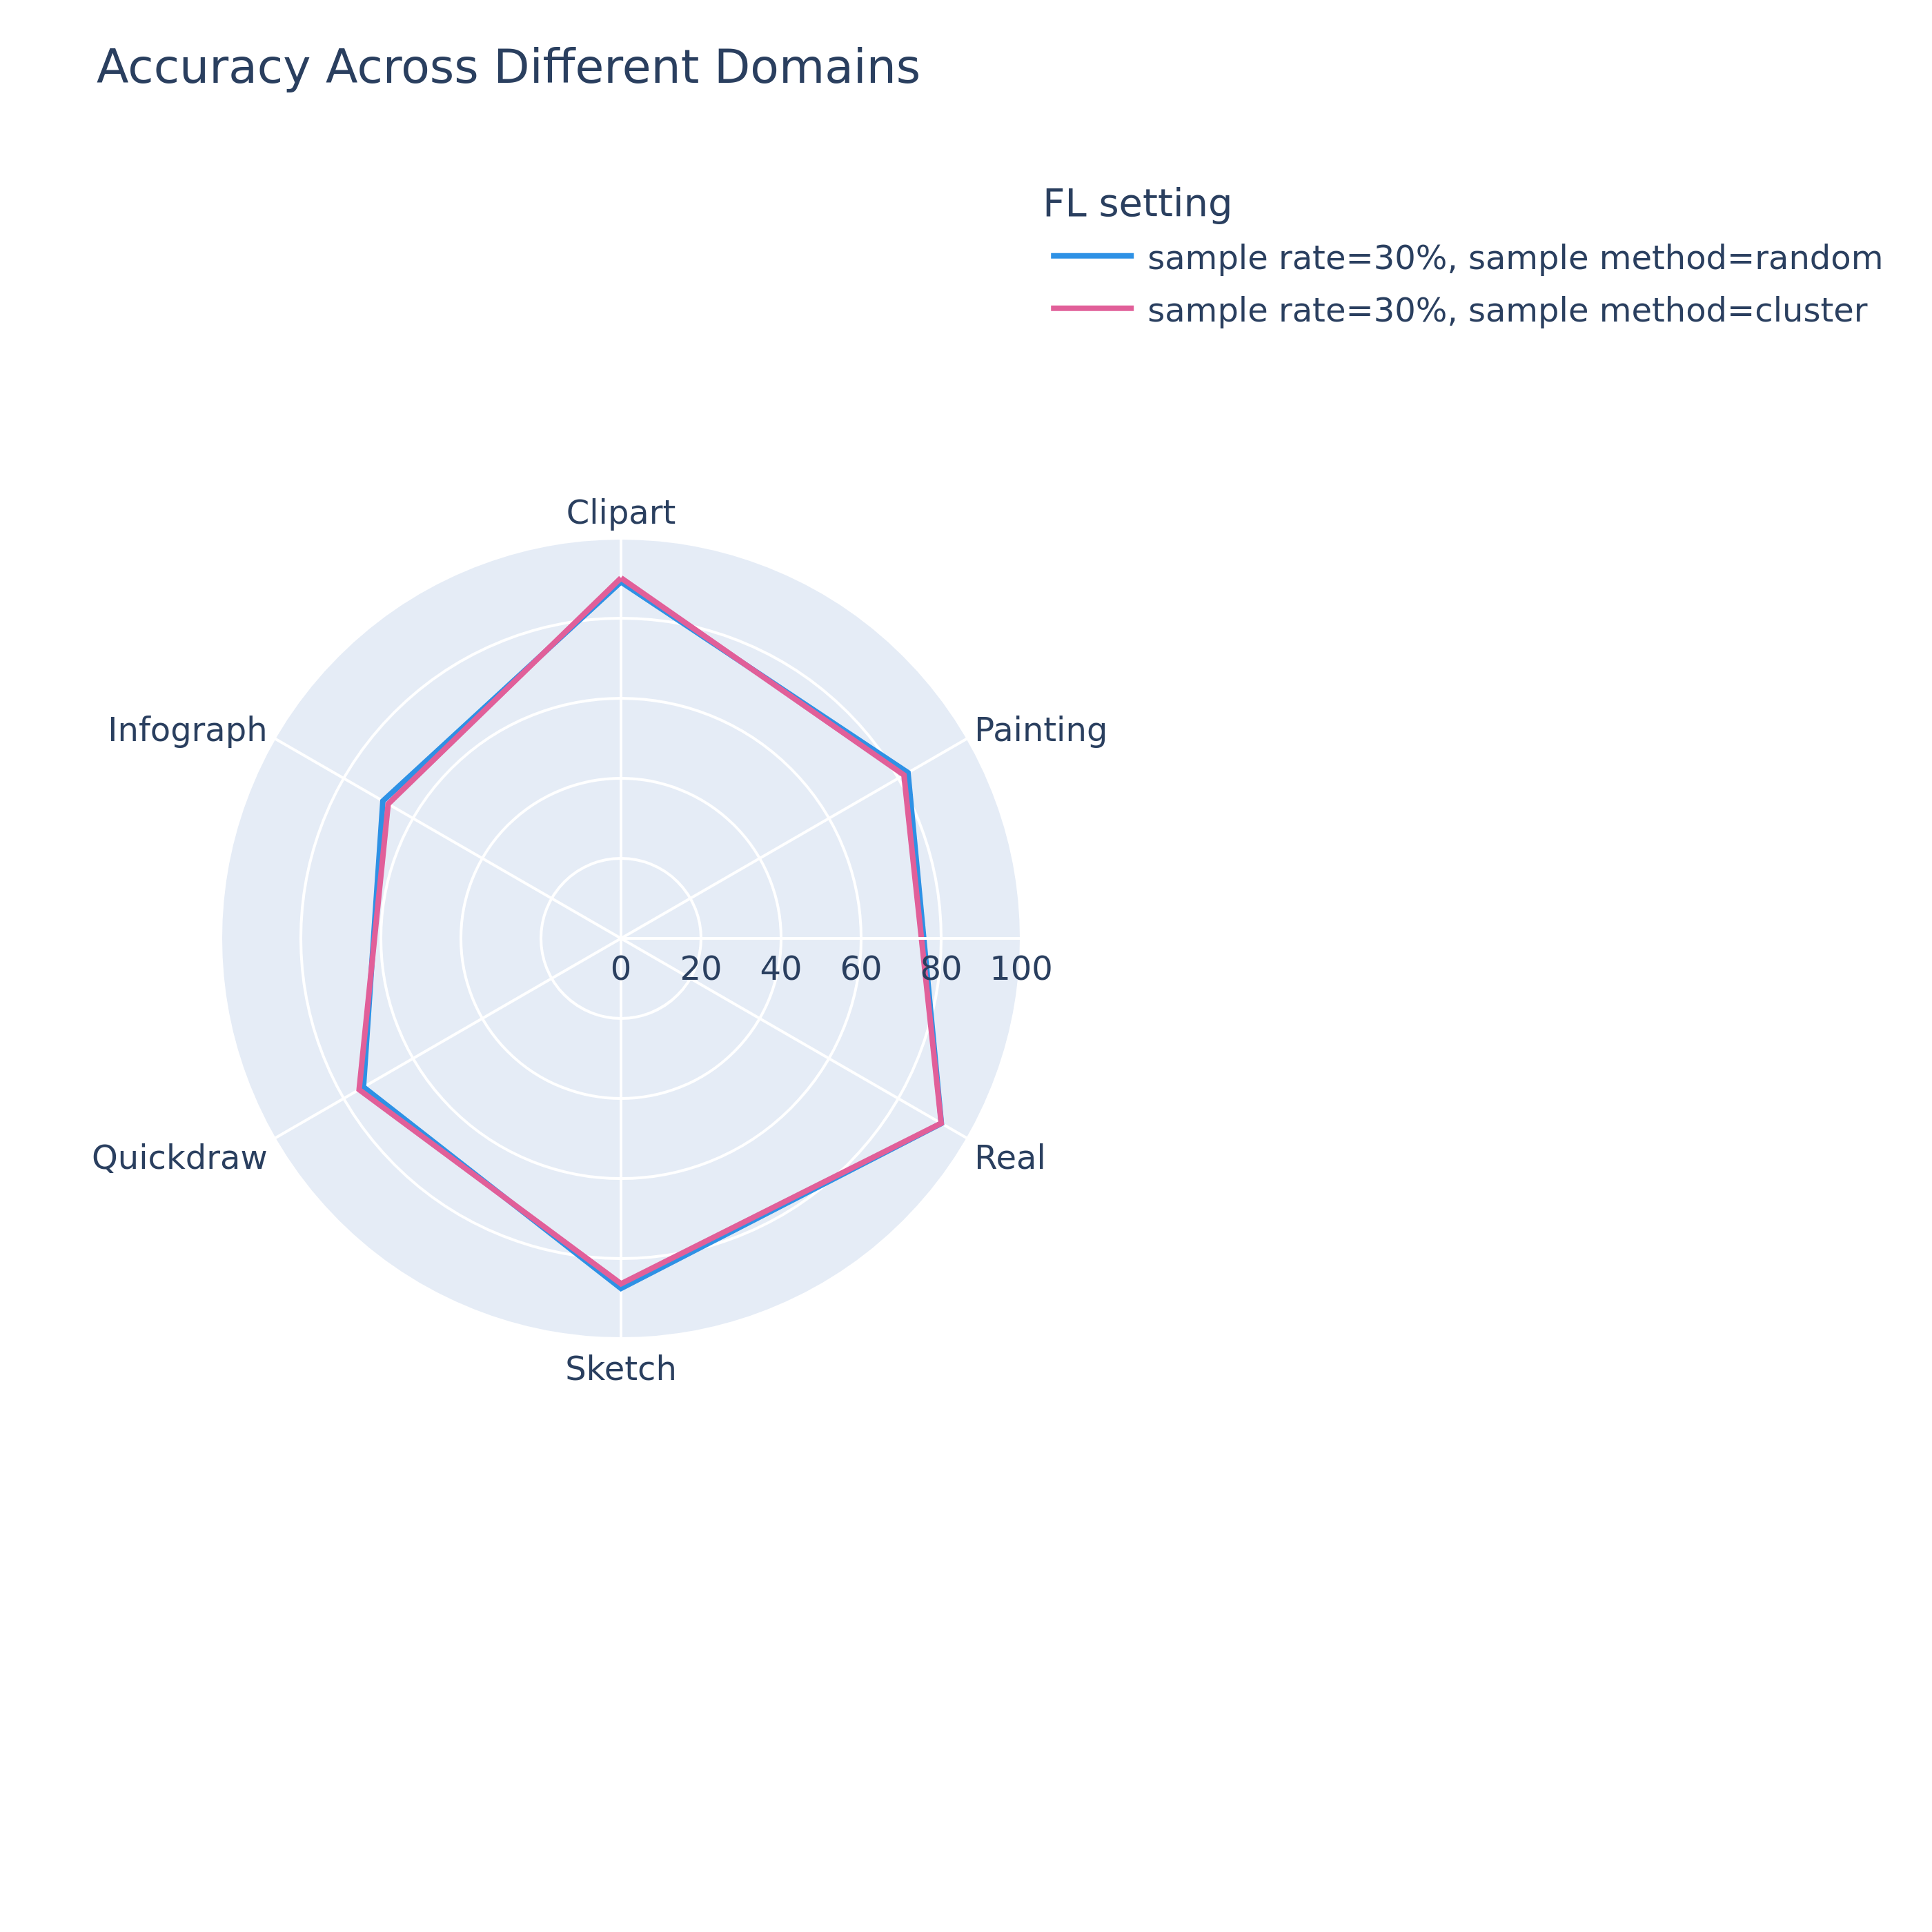 Accuracy Across Different Domains
FL setting
sample rate=30%, sample method=random
sample rate=30%, sample method=cluster
Clipart
Infograph
Painting
0 20 40 60 80 100
Quickdraw
Real
Sketch